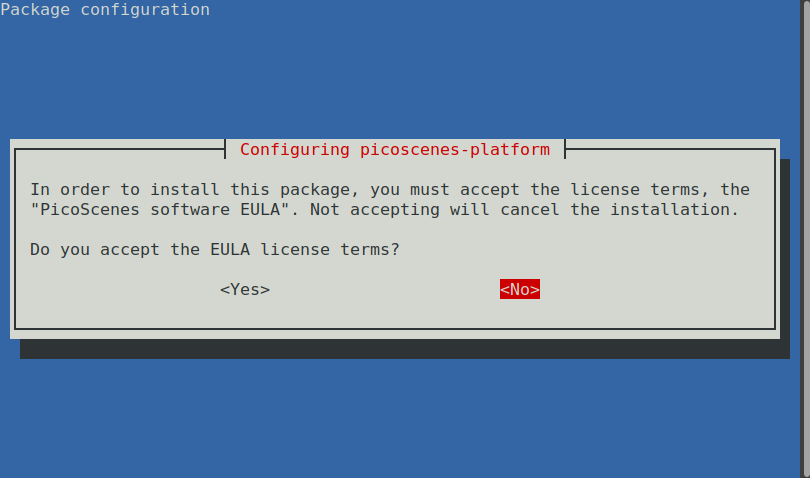 Package configuration
Configuring picoscenes-platform
In order to install this package, you must accept the license terms, the
"PicoScenes software EULA". Not accepting will cancel the installation.
Do you accept the EULA license terms?
<Yes> <No>